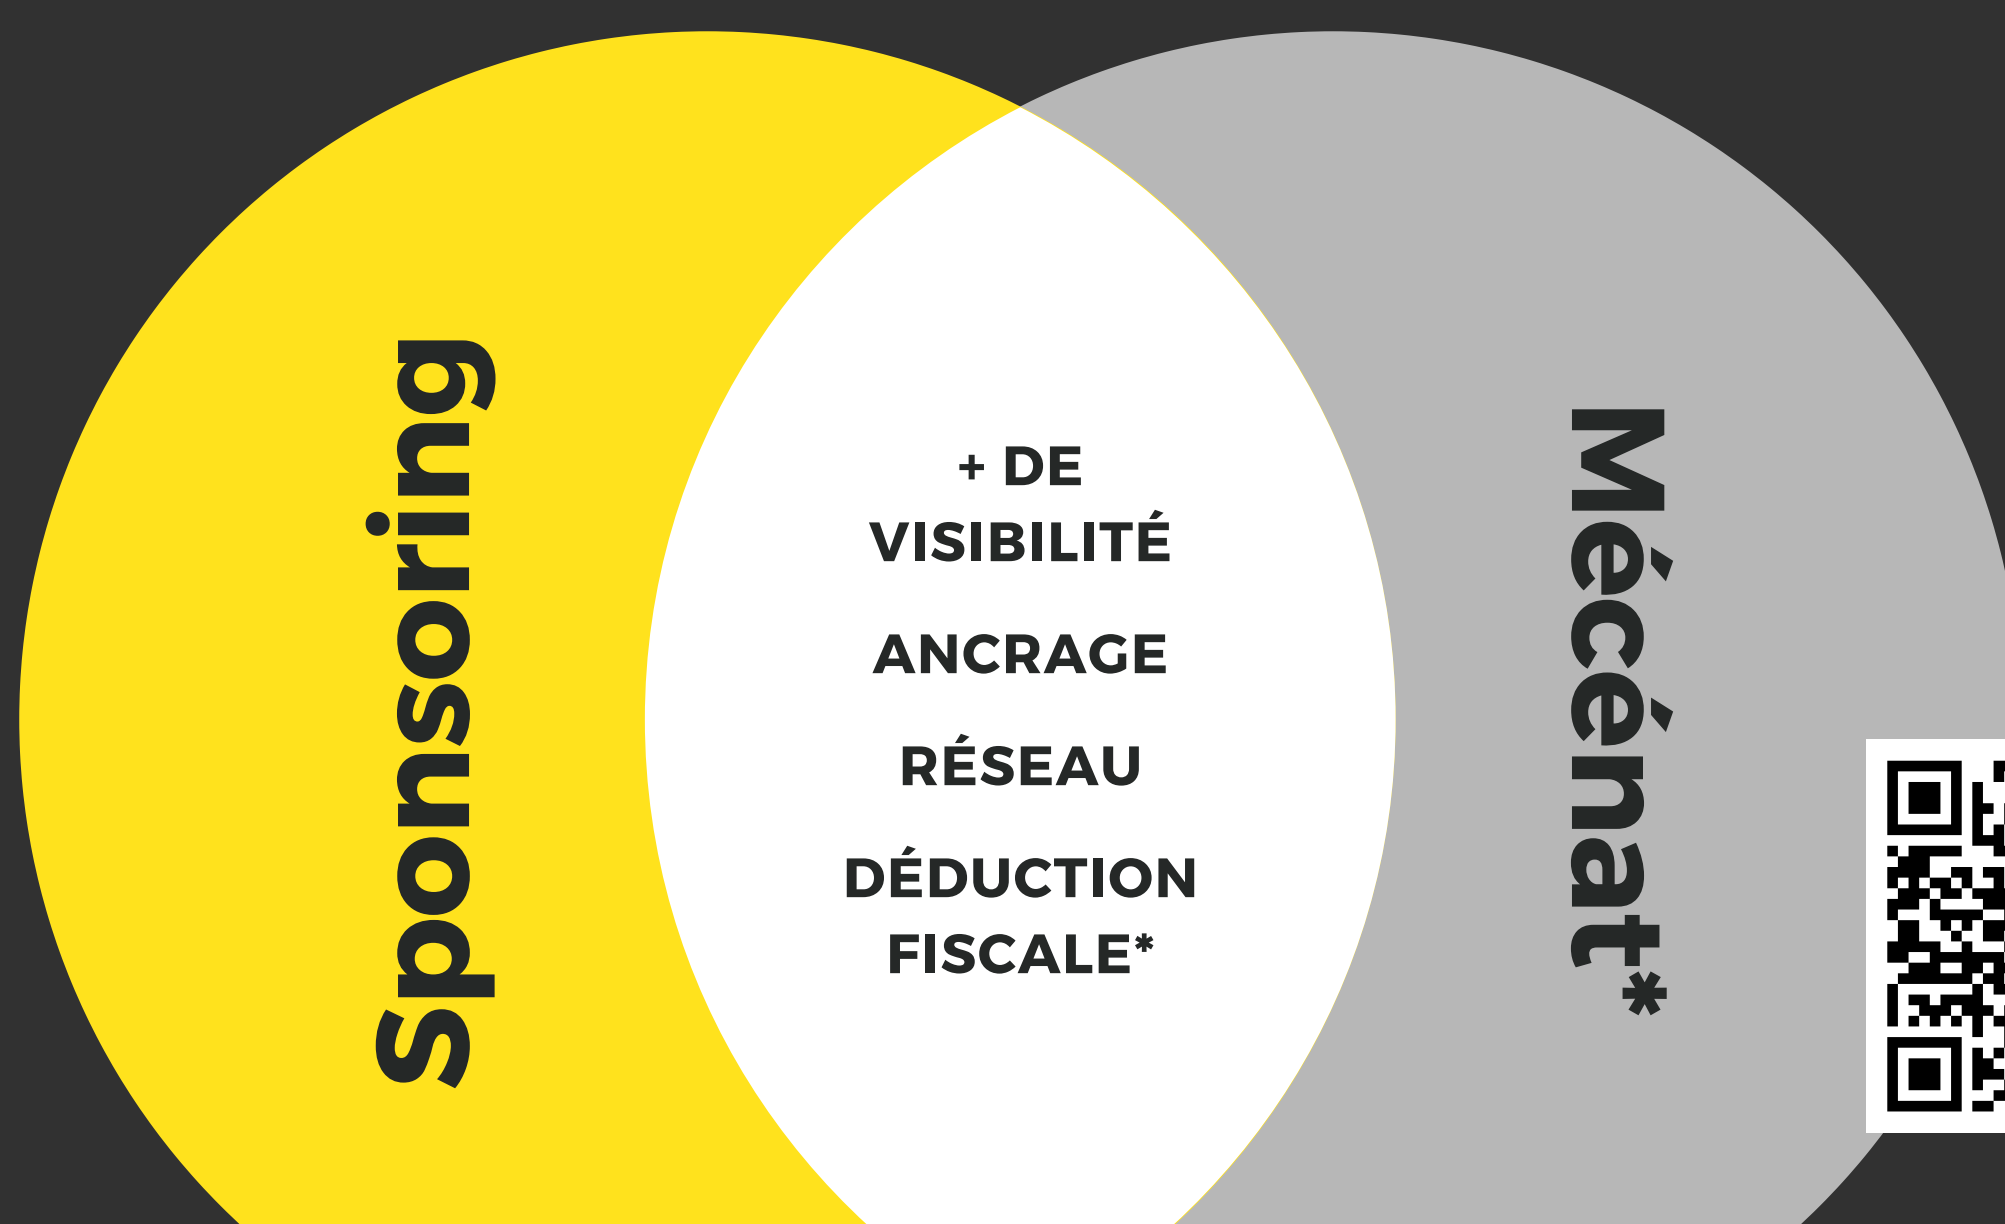 Sponsoring
+ DE
VISIBILITÉ
ANCRAGE
RÉSEAU
DÉDUCTION
FISCALE*
Mécénat*